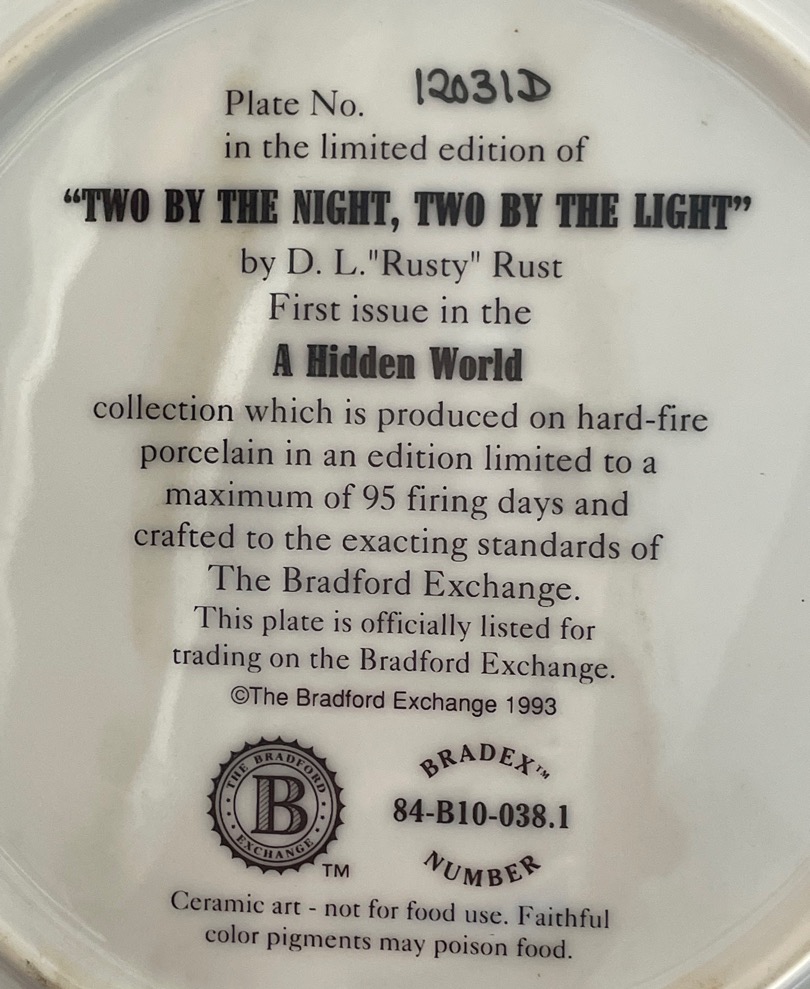 Plate No. 12031D
in the limited edition of
“TWO BY THE NIGHT, TWO BY THE LIGHT”
by D. L."Rusty" Rust
First issue in the
A Hidden World
collection which is produced on hard-fire
porcelain in an edition limited to a
maximum of 95 firing days and
crafted to the exacting standards of
The Bradford Exchange.
This plate is officially listed for
trading on the Bradford Exchange.
©The Bradford Exchange 1993
THE BRADFORD
B
EXCHANGE
TM
BRADEX™
84-B10-038.1
NUMBER
Ceramic art - not for food use. Faithful
color pigments may poison food.